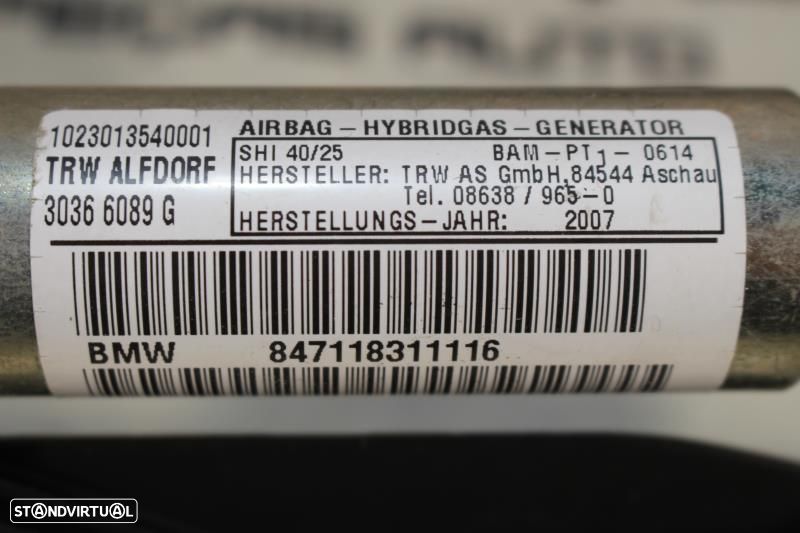 1023013540001
TRW ALFDORF
3036 6089 G
AIRBAG - HYBRIDGAS - GENERATOR
SHI 40/25 BAM-PT1- 0614
HERSTELLER: TRW AS GmbH,84544 Aschau
Tel. 08638 / 965-0
HERSTELLUNGS-JAHR: 2007
BMW 847118311116
STANDVIRTUAL